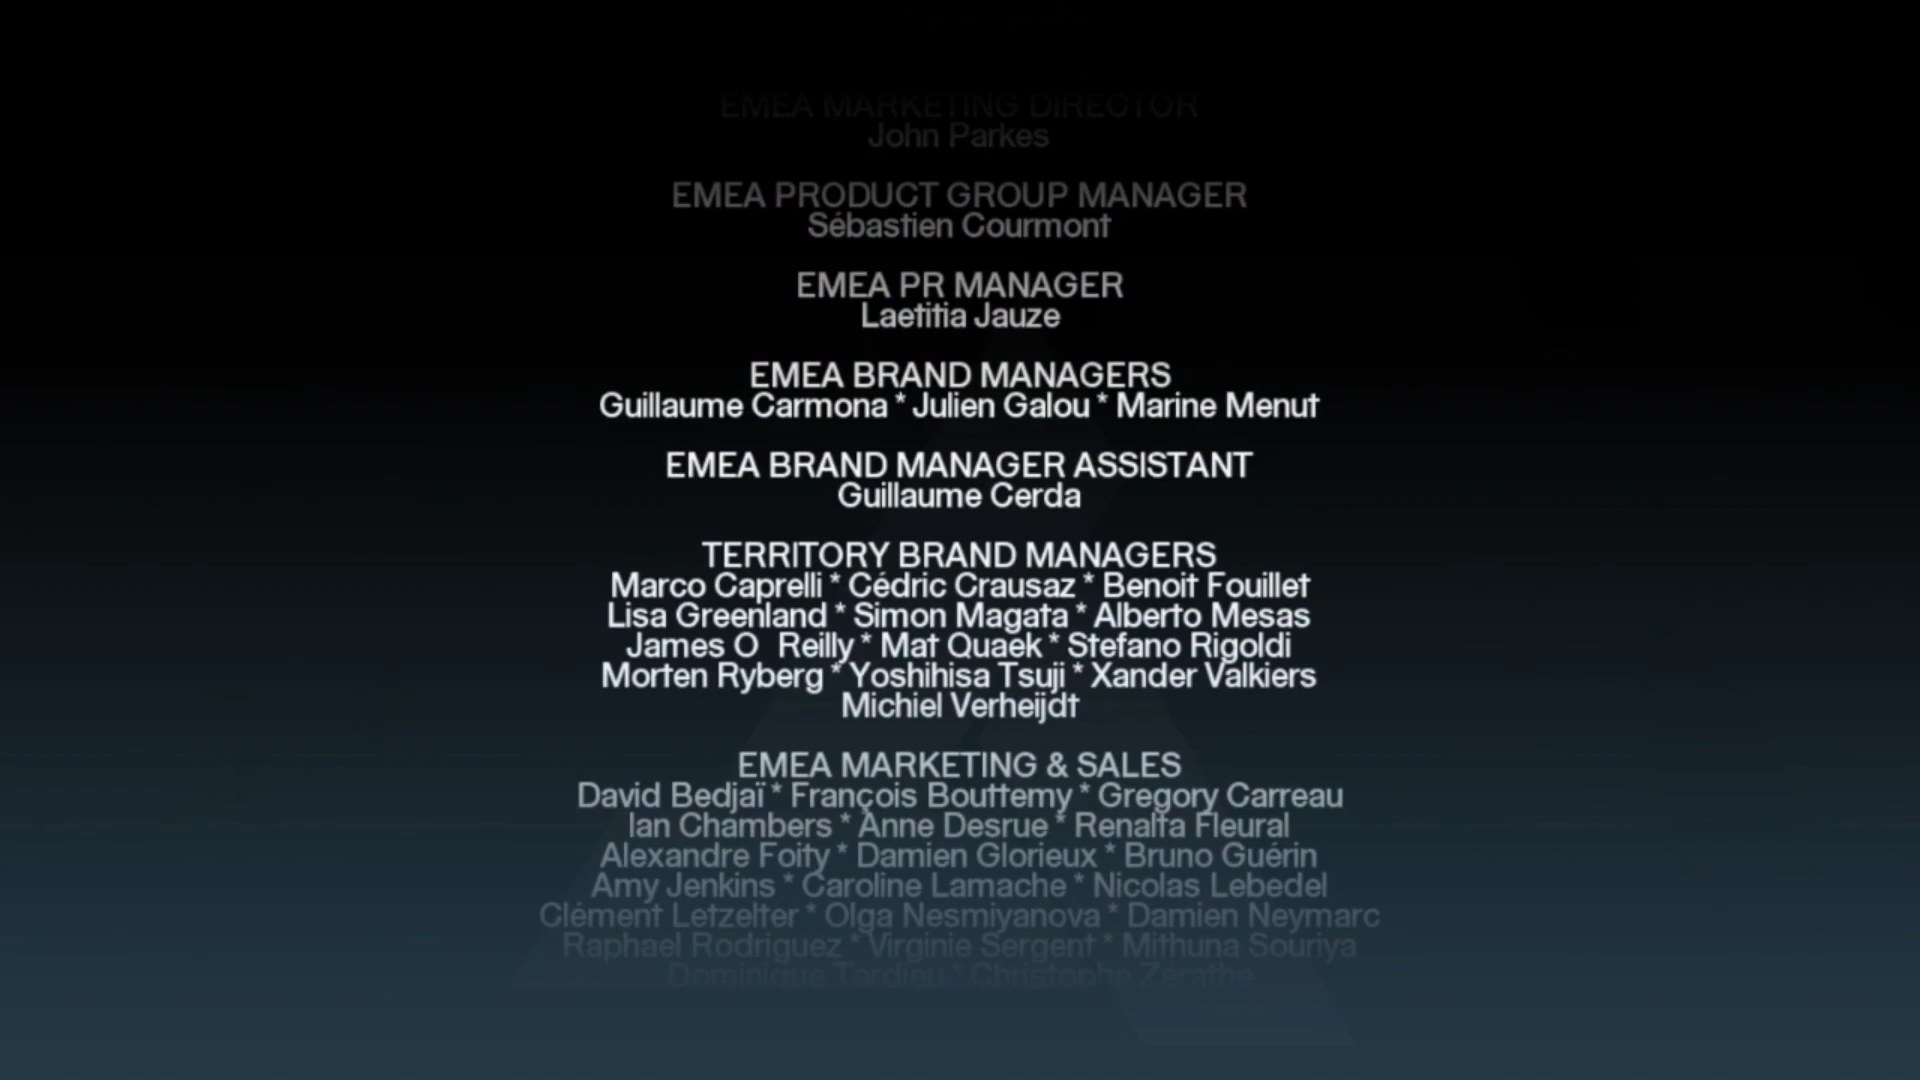 EMEA MARKETING DIRECTOR
John Parkes
EMEA PRODUCT GROUP MANAGER
Sébastien Courmont
EMEA PR MANAGER
Laetitia Jauze
EMEA BRAND MANAGERS
Guillaume Carmona * Julien Galou * Marine Menut
EMEA BRAND MANAGER ASSISTANT
Guillaume Cerda
TERRITORY BRAND MANAGERS
Marco Caprelli * Cédric Crausaz * Benoit Fouillet
Lisa Greenland * Simon Magata * Alberto Mesas
James O Reilly * Mat Quaek * Stefano Rigoldi
Morten Ryberg * Yoshihisa Tsuji * Xander Valkiers
Michiel Verheijdt
EMEA MARKETING & SALES
David Bedjaï * François Bouttemy * Gregory Carreau
Ian Chambers * Anne Desrue * Renalta Fleural
Alexandre Foity * Damien Glorieux * Bruno Guérin
Amy Jenkins * Caroline Lamache * Nicolas Lebedel
Clément Letzelter * Olga Nesmiyanova * Damien Neymarc
Raphael Rodriguez * Virginie Sergent * Mithuna Souriya
Dominique Tardieu * Christophe Zerathe